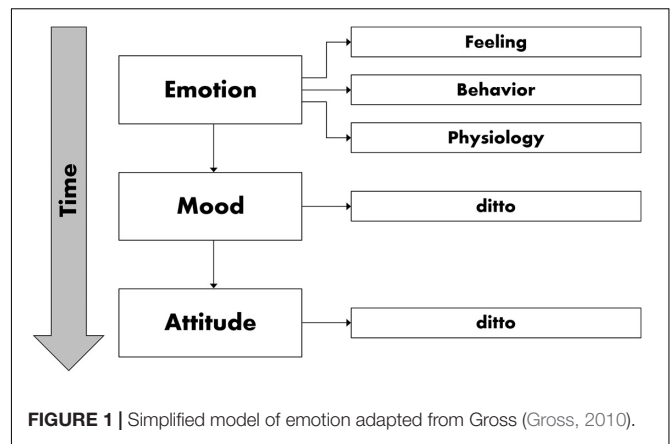 Time
Feeling
Emotion
Behavior
Physiology
Mood
ditto
Attitude
ditto
FIGURE 1 | Simplified model of emotion adapted from Gross (Gross, 2010).